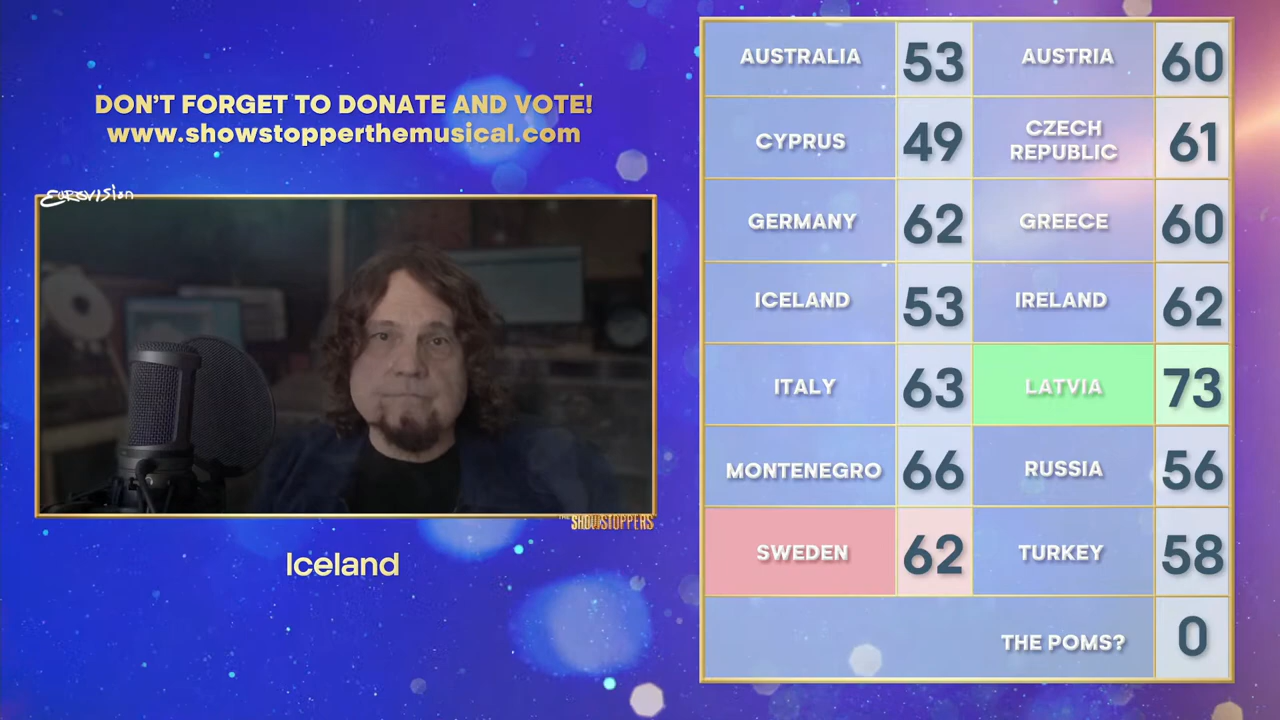 DON'T FORGET TO DONATE AND VOTE!
www.showstopperthemusical.com
EUROVISION
THE SHOWSTOPPERS
Iceland
AUSTRALIA 53 AUSTRIA 60
CYPRUS 49 CZECH REPUBLIC 61
GERMANY 62 GREECE 60
ICELAND 53 IRELAND 62
ITALY 63 LATVIA 73
MONTENEGRO 66 RUSSIA 56
SWEDEN 62 TURKEY 58
THE POMS? 0